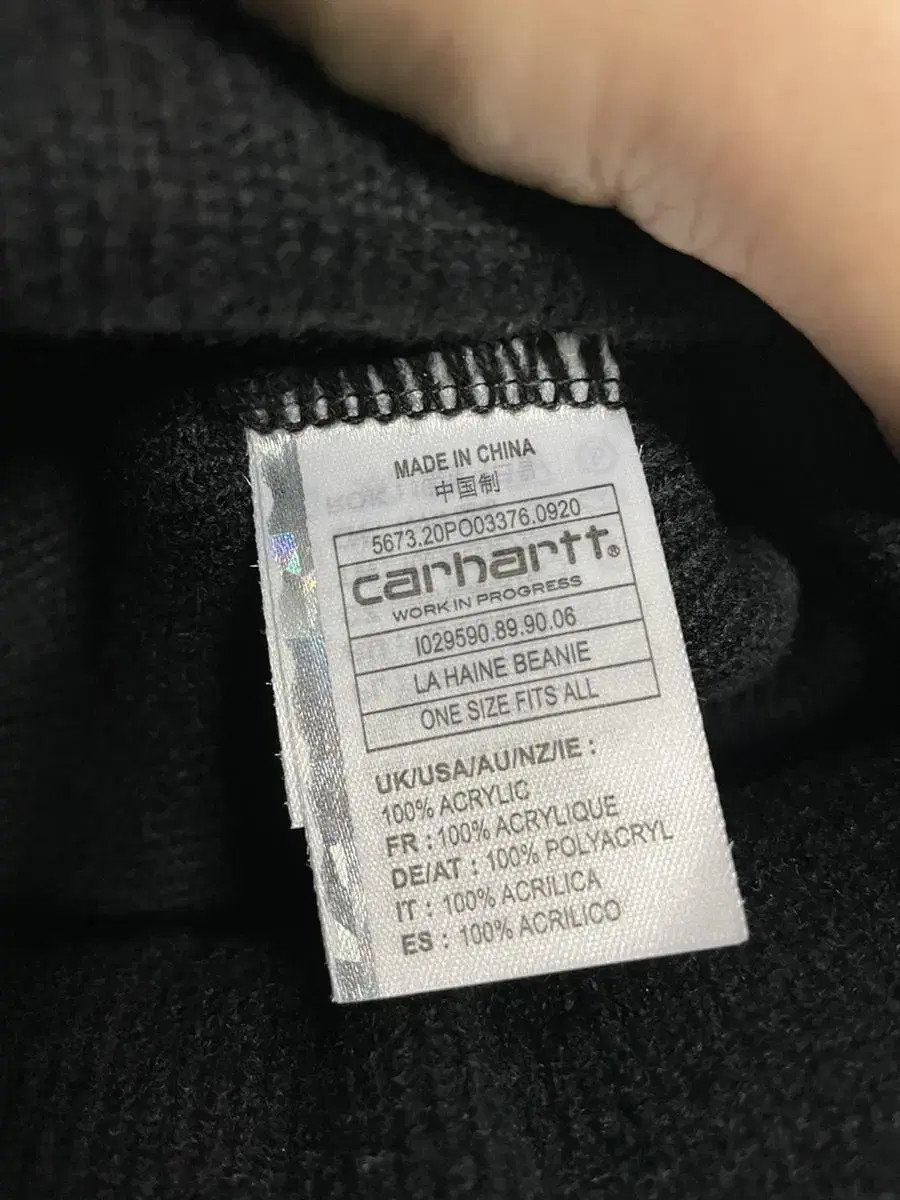 MADE IN CHINA
中国制
5673.20PO03376.0920
carhartt®
WORK IN PROGRESS
I029590.89.90.06
LA HAINE BEANIE
ONE SIZE FITS ALL
UK/USA/AU/NZ/IE :
100% ACRYLIC
FR : 100% ACRYLIQUE
DE/AT : 100% POLYACRYL
IT : 100% ACRILICA
ES : 100% ACRILICO